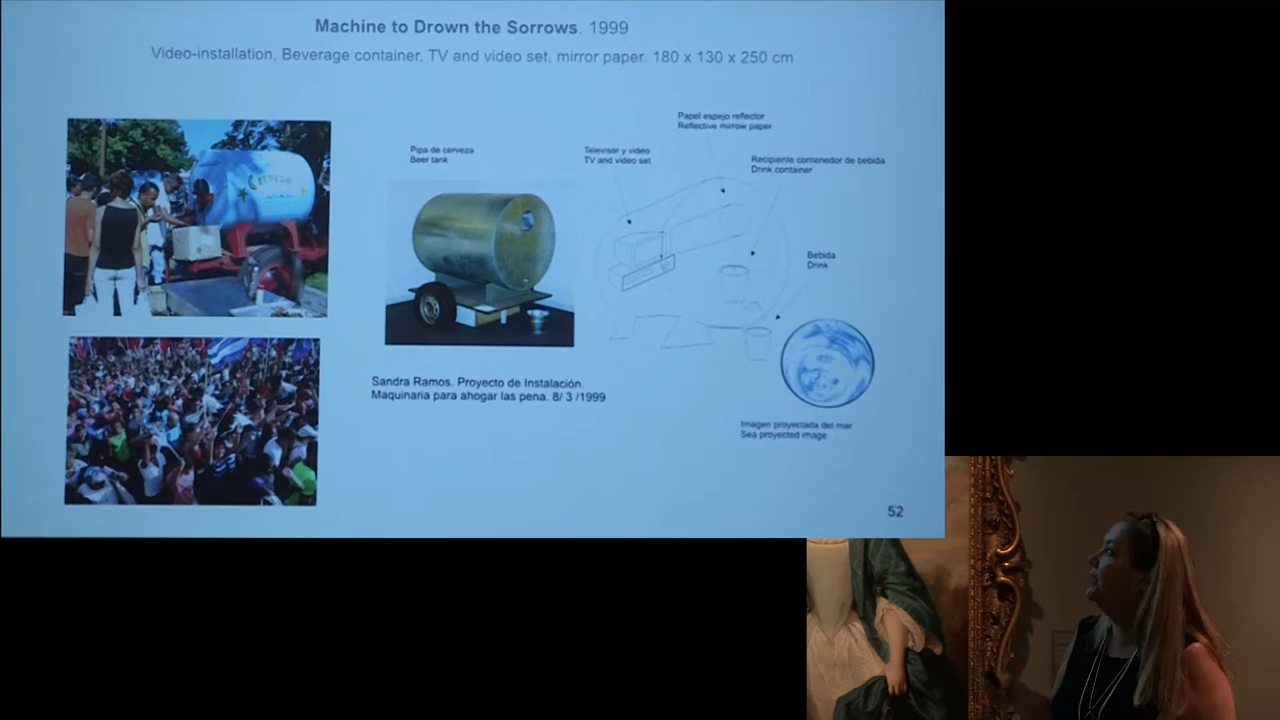 Machine to Drown the Sorrows. 1999
Video-installation, Beverage container, TV and video set, mirror paper. 180 x 130 x 250 cm
Papel espejo reflector
Reflective mirrow paper
Pipa de cerveza
Beer tank
Televisor y video
TV and video set
Recipiente contenedor de bebida
Drink container
Cerveza
Bebida
Drink
Sandra Ramos. Proyecto de Instalación.
Maquinaria para ahogar las pena. 8/ 3 /1999
Imagen proyectada del mar
Sea proyected image
52